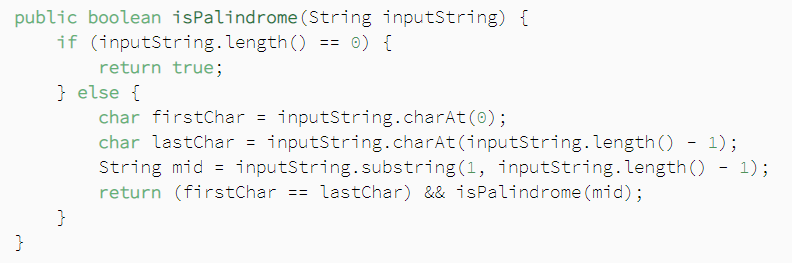 public boolean isPalindrome(String inputString) {
    if (inputString.length() == 0) {
        return true;
    } else {
        char firstChar = inputString.charAt(0);
        char lastChar = inputString.charAt(inputString.length() - 1);
        String mid = inputString.substring(1, inputString.length() - 1);
        return (firstChar == lastChar) && isPalindrome(mid);
    }
}